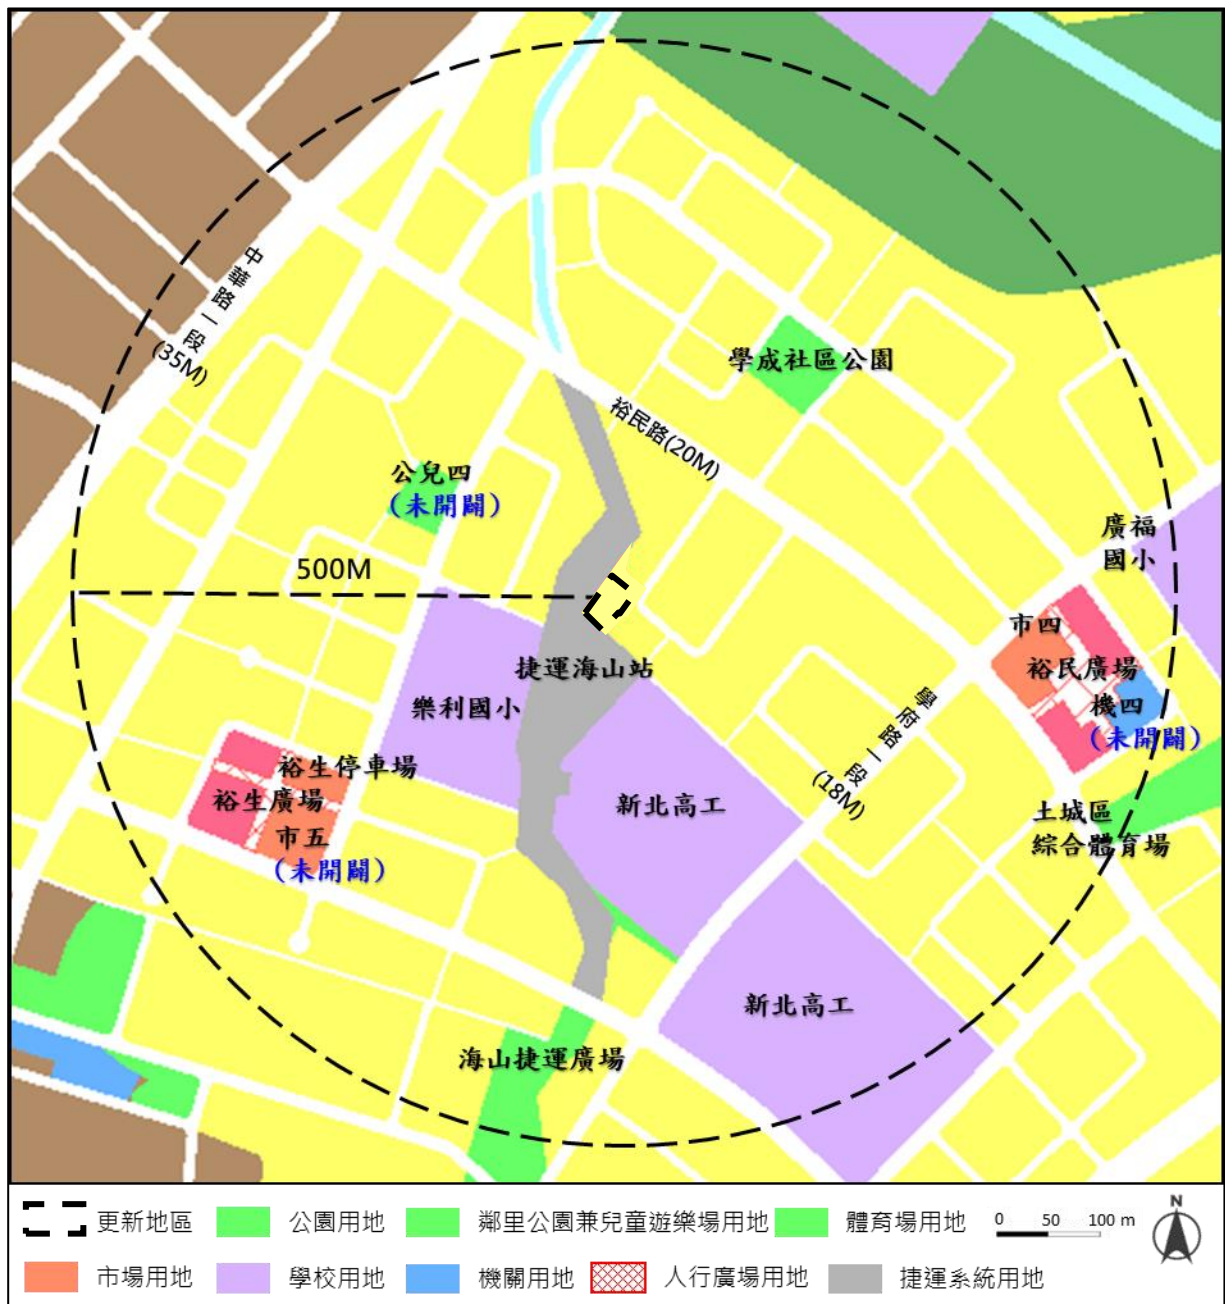 中華路一段
(35M)
學成社區公園
裕民路(20M)
公兒四
(未開闢)
500M
廣福
國小
市四
裕民廣場
機四
(未開闢)
捷運海山站
樂利國小
學府路一段
(18M)
裕生停車場
裕生廣場
市五
(未開闢)
新北高工
土城區
綜合體育場
新北高工
海山捷運廣場
更新地區 公園用地 鄰里公園兼兒童遊樂場用地 體育場用地 0 50 100 m N
市場用地 學校用地 機關用地 人行廣場用地 捷運系統用地